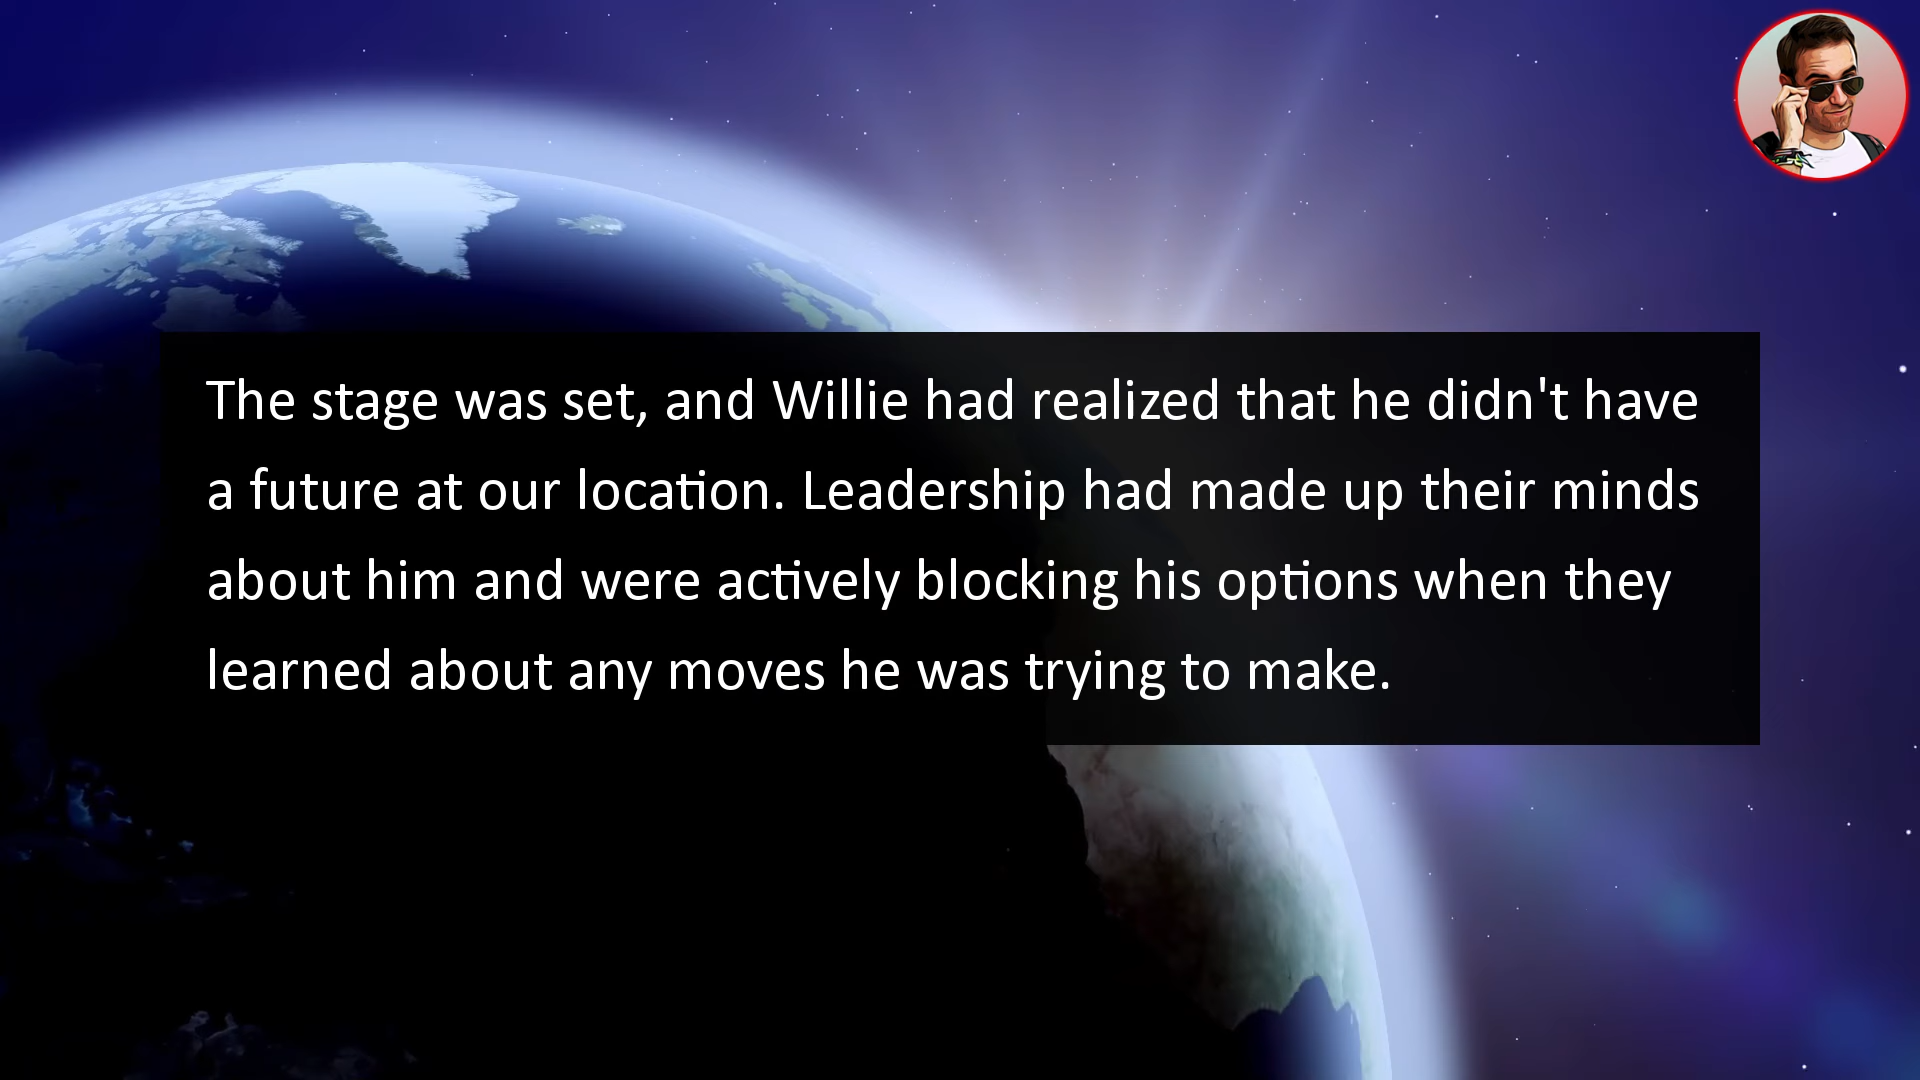 The stage was set, and Willie had realized that he didn't have
a future at our location. Leadership had made up their minds
about him and were actively blocking his options when they
learned about any moves he was trying to make.